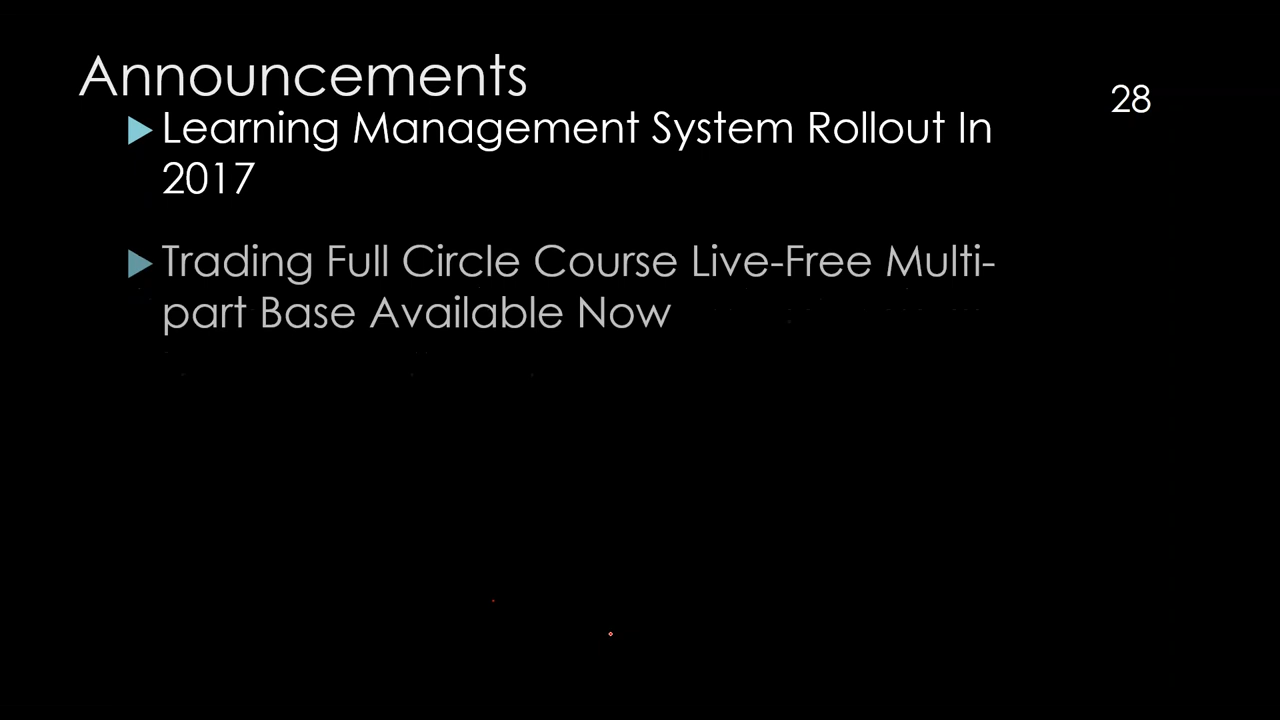 Announcements
28
Learning Management System Rollout In
2017
Trading Full Circle Course Live-Free Multi-
part Base Available Now